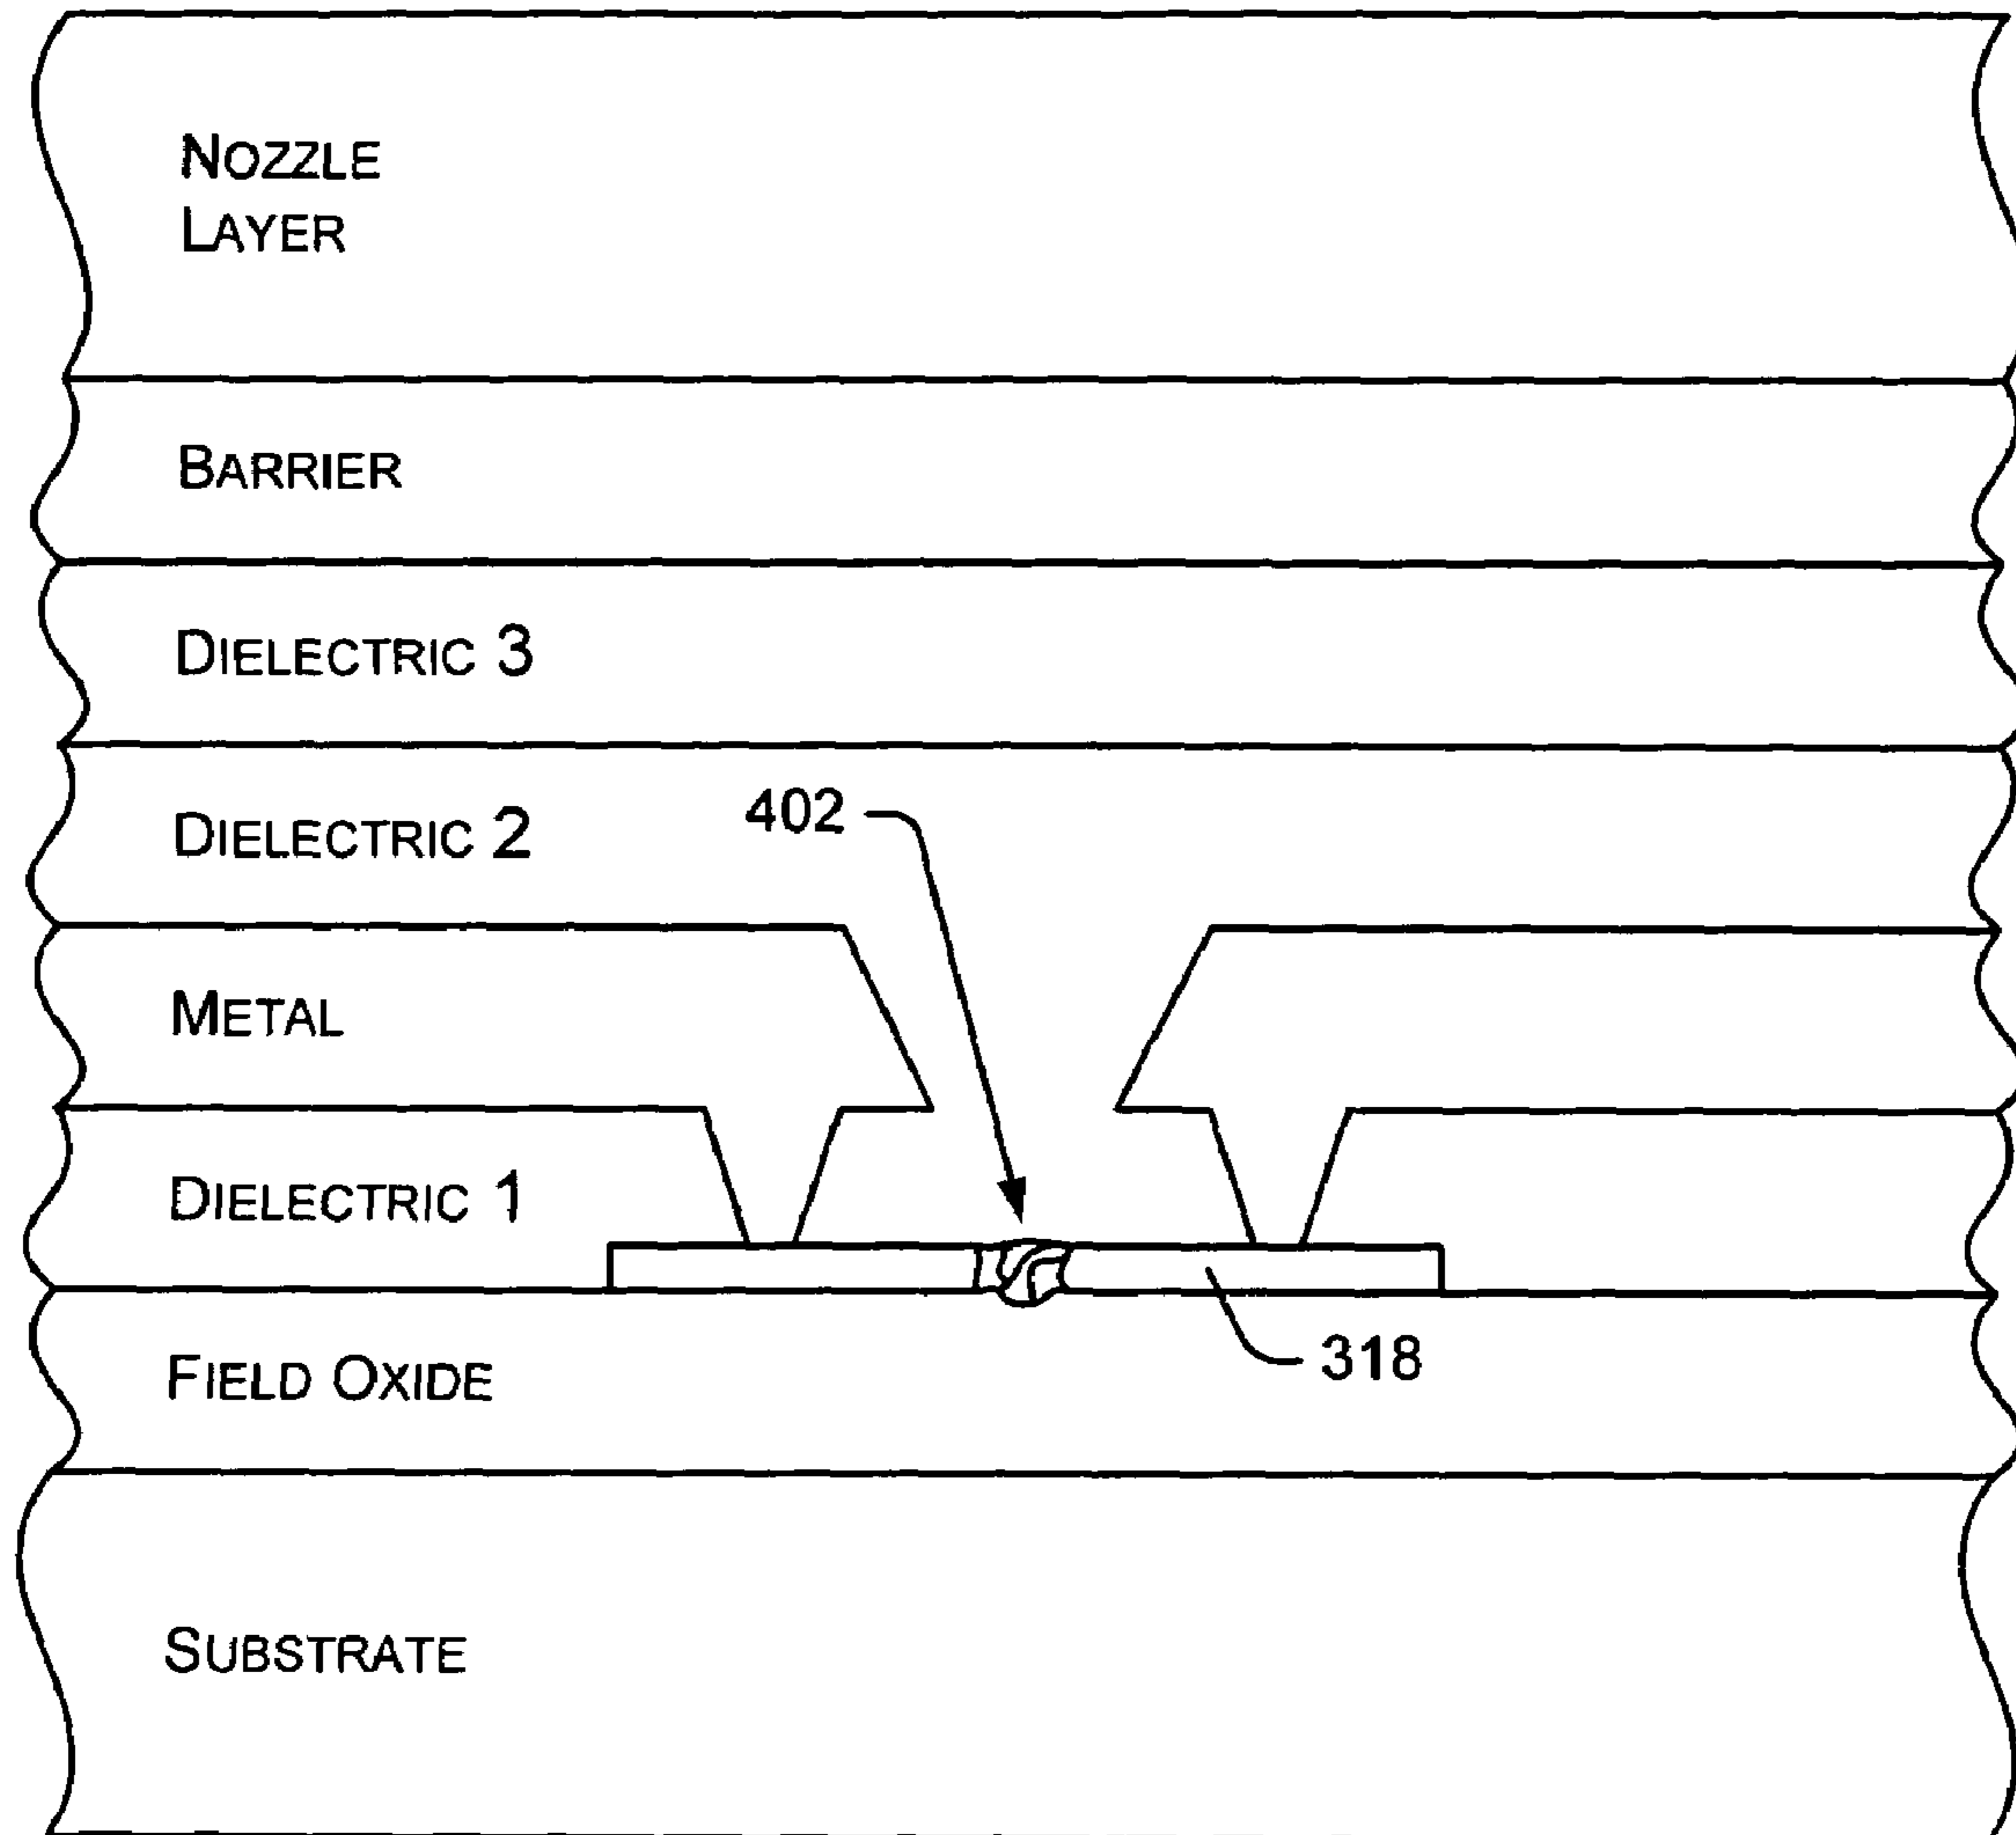 NOZZLE
LAYER
BARRIER
DIELECTRIC 3
DIELECTRIC 2
402
METAL
DIELECTRIC 1
318
FIELD OXIDE
SUBSTRATE